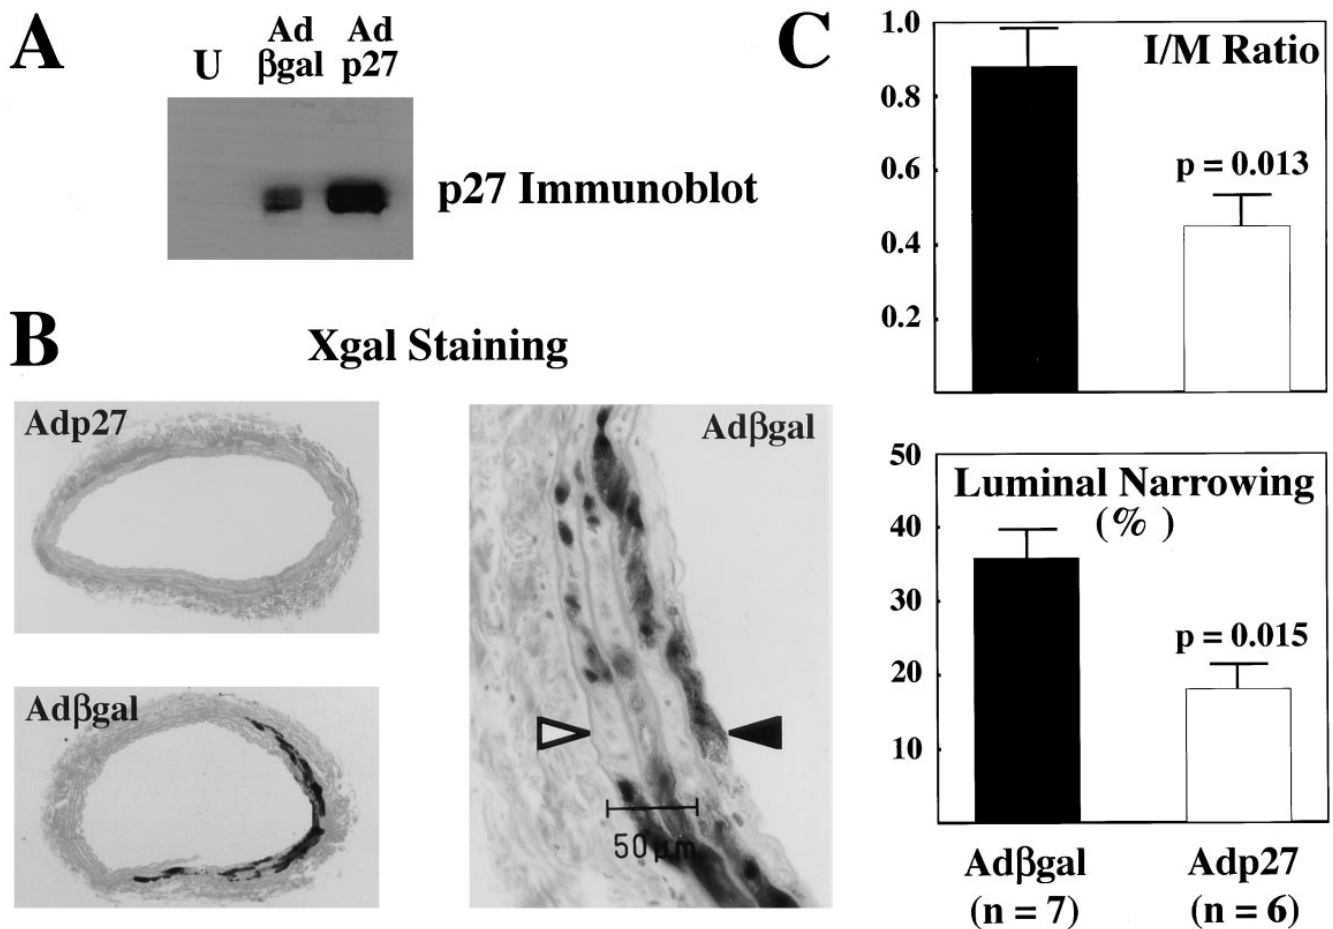 A
U
Ad
βgal
Ad
p27
p27 Immunoblot
B
Xgal Staining
Adp27
Adβgal
Adβgal
50 µm
C
I/M Ratio
1.0
0.8
0.6
0.4
0.2
p = 0.013
Luminal Narrowing
(%)
50
40
30
20
10
p = 0.015
Adβgal
(n = 7)
Adp27
(n = 6)